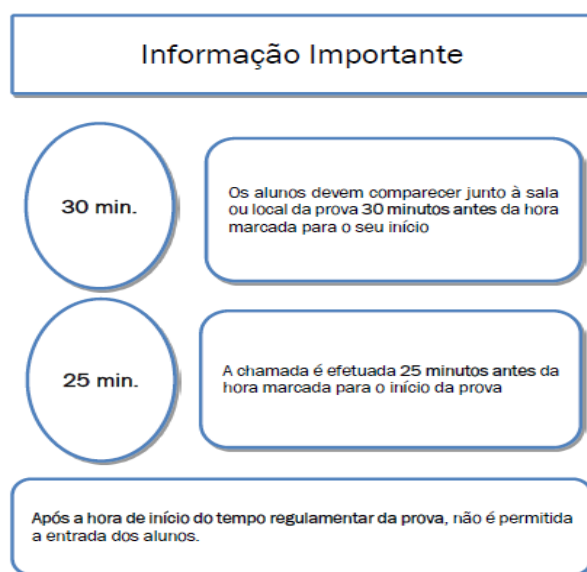 Informação Importante
30 min.
Os alunos devem comparecer junto à sala
ou local da prova 30 minutos antes da hora
marcada para o seu início
25 min.
A chamada é efetuada 25 minutos antes da
hora marcada para o início da prova
Após a hora de início do tempo regulamentar da prova, não é permitida
a entrada dos alunos.